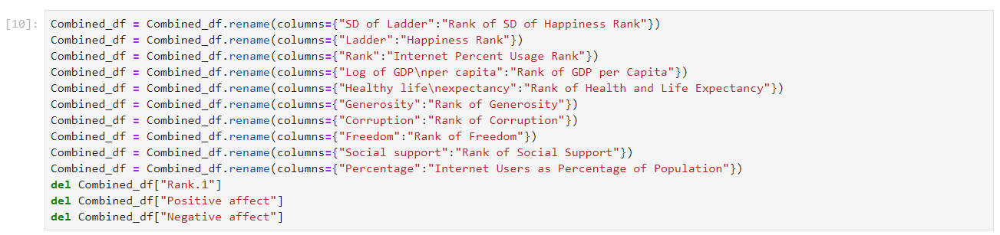 [10]: Combined_df = Combined_df.rename(columns={"SD of Ladder":"Rank of SD of Happiness Rank"})
Combined_df = Combined_df.rename(columns={"Ladder":"Happiness Rank"})
Combined_df = Combined_df.rename(columns={"Rank":"Internet Percent Usage Rank"})
Combined_df = Combined_df.rename(columns={"Log of GDP\nper capita":"Rank of GDP per Capita"})
Combined_df = Combined_df.rename(columns={"Healthy life\nexpectancy":"Rank of Health and Life Expectancy"})
Combined_df = Combined_df.rename(columns={"Generosity":"Rank of Generosity"})
Combined_df = Combined_df.rename(columns={"Corruption":"Rank of Corruption"})
Combined_df = Combined_df.rename(columns={"Freedom":"Rank of Freedom"})
Combined_df = Combined_df.rename(columns={"Social support":"Rank of Social Support"})
Combined_df = Combined_df.rename(columns={"Percentage":"Internet Users as Percentage of Population"})
del Combined_df["Rank.1"]
del Combined_df["Positive affect"]
del Combined_df["Negative affect"]